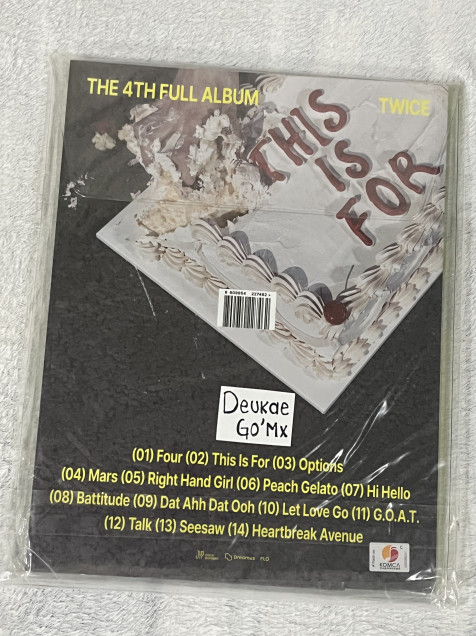 THE 4TH FULL ALBUM
TWICE
THIS
IS
FOR
Deukae
Go'Mx
(01) Four (02) This Is For (03) Options
(04) Mars (05) Right Hand Girl (06) Peach Gelato (07) Hi Hello
(08) Battitude (09) Dat Ahh Dat Ooh (10) Let Love Go (11) G.O.A.T.
(12) Talk (13) Seesaw (14) Heartbreak Avenue
Dreamus
FLO
KOMCA